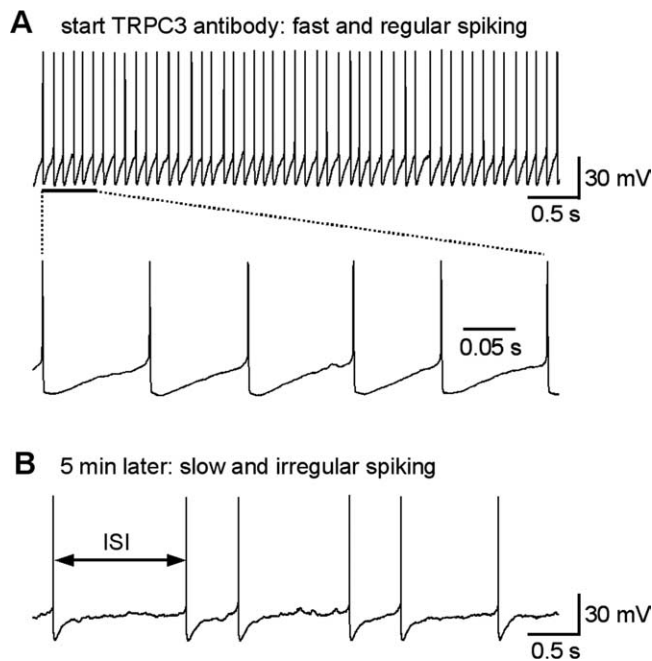 A start TRPC3 antibody: fast and regular spiking
30 mV
0.5 s
0.05 s
B 5 min later: slow and irregular spiking
ISI
30 mV
0.5 s